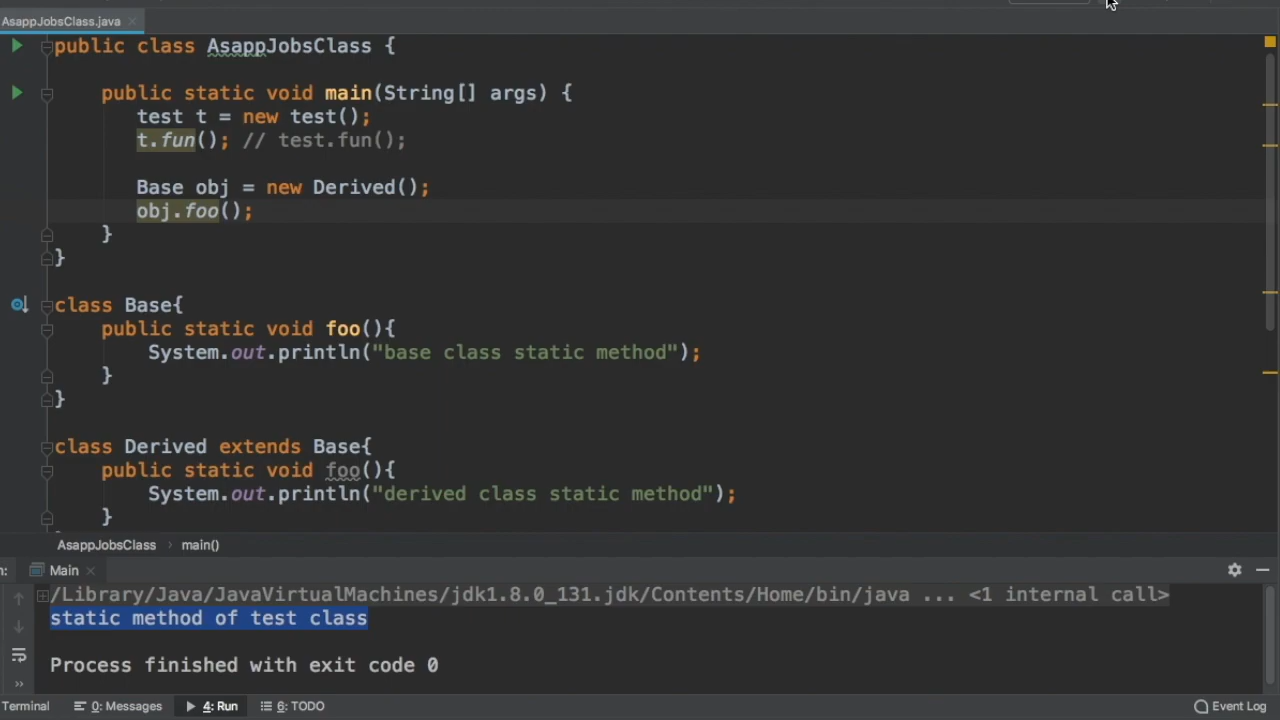 AsappJobsClass.java
public class AsappJobsClass {
public static void main(String[] args) {
test t = new test();
t.fun(); // test.fun();
Base obj = new Derived();
obj.foo();
}
}
class Base{
public static void foo(){
System.out.println("base class static method");
}
}
class Derived extends Base{
public static void foo(){
System.out.println("derived class static method");
}
AsappJobsClass › main()
n: Main
/Library/Java/JavaVirtualMachines/jdk1.8.0_131.jdk/Contents/Home/bin/java ... <1 internal call>
static method of test class
Process finished with exit code 0
Terminal 0: Messages 4: Run 6: TODO Event Log